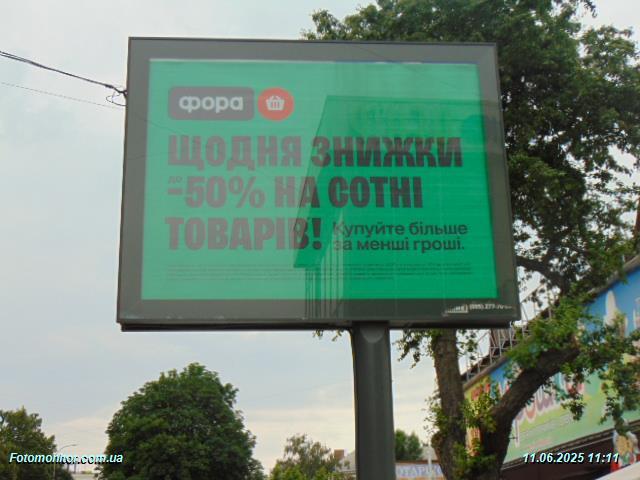 фора
ЩОДНЯ ЗНИЖКИ
до
-50% НА СОТНІ
ТОВАРІВ! Купуйте більше
за менші гроші.
Fotomonitor.com.ua
11.06.2025 11:11